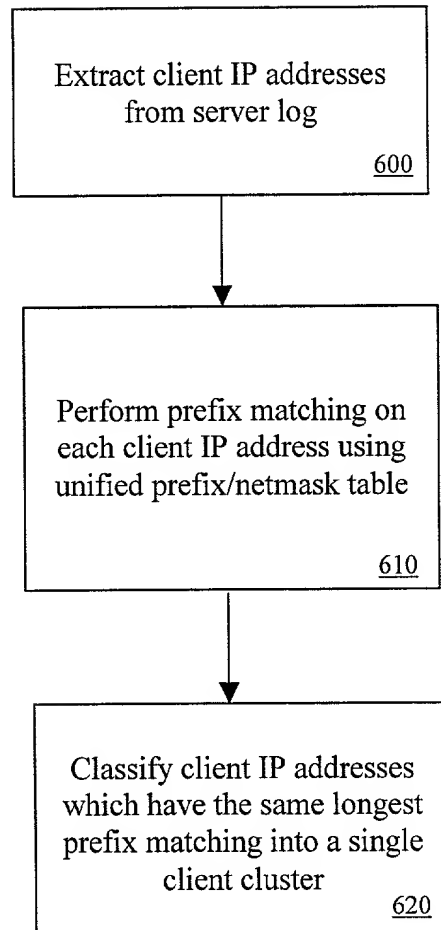 Extract client IP addresses
from server log
600
Perform prefix matching on
each client IP address using
unified prefix/netmask table
610
Classify client IP addresses
which have the same longest
prefix matching into a single
client cluster
620